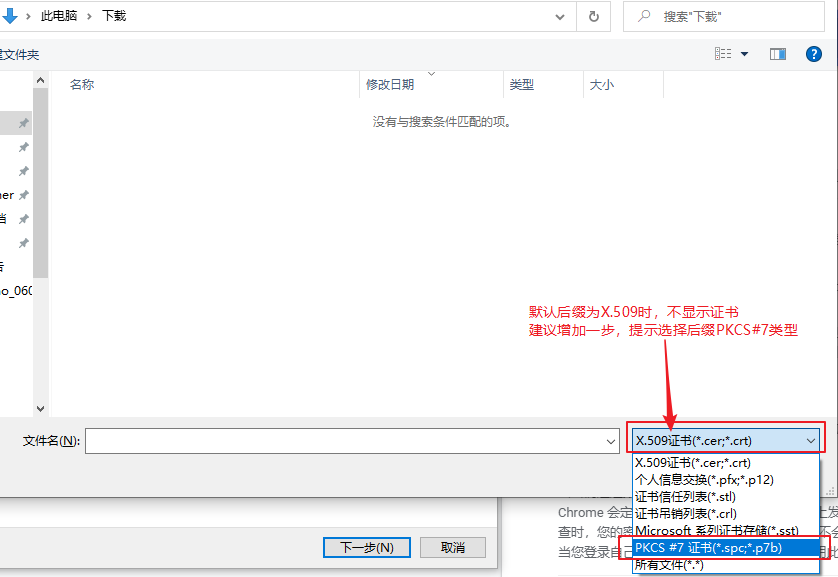 此电脑 > 下载
搜索"下载"
建文件夹
名称
修改日期
类型
大小
没有与搜索条件匹配的项。
ner
档
o_060
默认后缀为X.509时，不显示证书
建议增加一步，提示选择后缀PKCS#7类型
文件名(N):
X.509证书(*.cer;*.crt)
X.509证书(*.cer;*.crt)
个人信息交换(*.pfx;*.p12)
证书信任列表(*.stl)
证书吊销列表(*.crl)
Microsoft 系列证书存储(*.sst)
PKCS #7 证书(*.spc;*.p7b)
所有文件(*.*)
Chrome 会定
上发
查时，您的密
不会
当您登录自己
用此
下一步(N)
取消